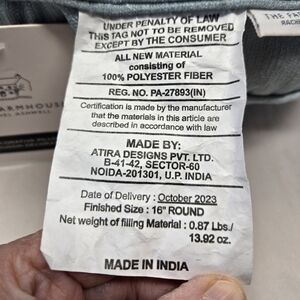 UNDER PENALTY OF LAW
THIS TAG NOT TO BE REMOVED
EXCEPT BY THE CONSUMER
ALL NEW MATERIAL
consisting of
100% POLYESTER FIBER
REG. NO. PA-27893(IN)
Certification is made by the manufacturer
that the materials in this article are
described in accordance with law
MADE BY:
ATIRA DESIGNS PVT. LTD.
B-41-42, SECTOR-60
NOIDA-201301, U.P. INDIA
Date of Delivery : October 2023
Finished Size : 16" ROUND
Net weight of filling Material : 0.87 Lbs./
13.92 oz.
MADE IN INDIA
THE